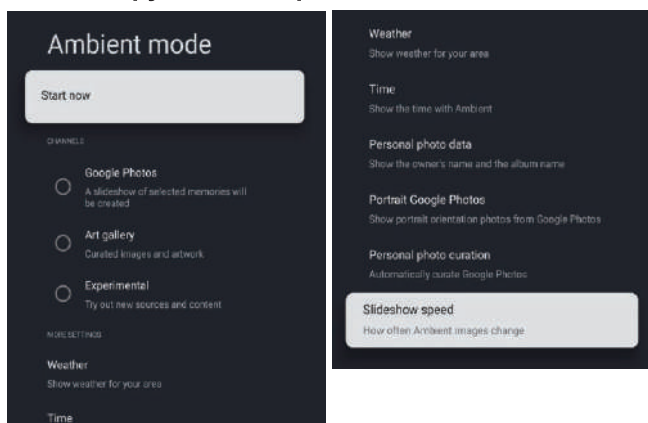 Ambient mode
Start now
CHANNELS
Google Photos
A slideshow of selected memories will
be created
Art gallery
Curated images and artwork
Experimental
Try out new sources and content
MORE SETTINGS
Weather
Show weather for your area
Time
Weather
Show weather for your area
Time
Show the time with Ambient
Personal photo data
Show the owner's name and the album name
Portrait Google Photos
Show portrait orientation photos from Google Photos
Personal photo curation
Automatically curate Google Photos
Slideshow speed
How often Ambient images change